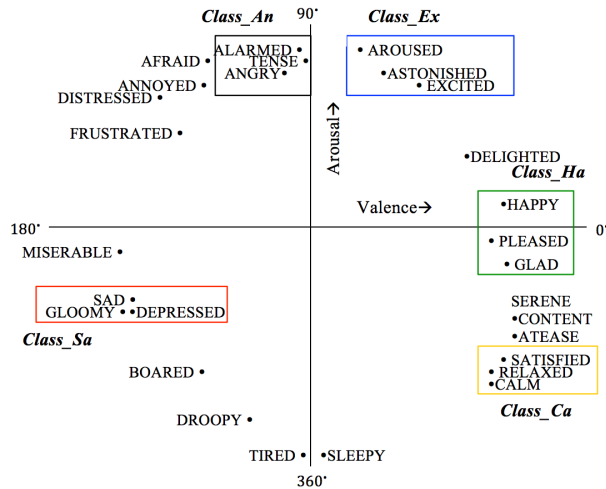 Class_An
90°
Class_Ex
ALARMED
AROUSED
AFRAID
TENSE
ANGRY
ASTONISHED
ANNOYED
EXCITED
DISTRESSED
FRUSTRATED
Arousal→
DELIGHTED
Class_Ha
Valence→
HAPPY
180°
0°
PLEASED
MISERABLE
GLAD
SAD
SERENE
GLOOMY
DEPRESSED
CONTENT
Class_Sa
ATEASE
SATISFIED
BOARED
RELAXED
CALM
Class_Ca
DROOPY
TIRED
SLEEPY
360°